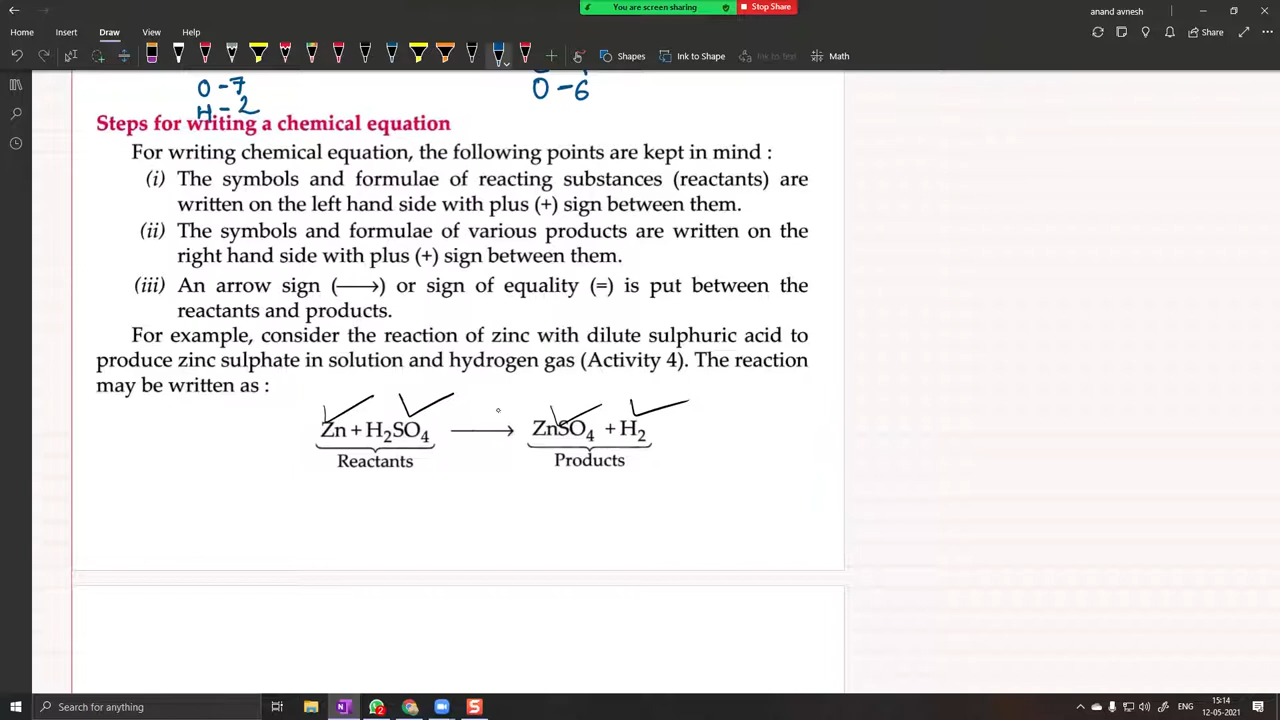 You are screen sharing
Stop Share
anand avnesh
Home Insert Draw View Help
Share
Shapes
Ink to Shape
Ink to text
Math
O - 7
H - 2
O - 6
Steps for writing a chemical equation
For writing chemical equation, the following points are kept in mind :
(i) The symbols and formulae of reacting substances (reactants) are
written on the left hand side with plus (+) sign between them.
(ii) The symbols and formulae of various products are written on the
right hand side with plus (+) sign between them.
(iii) An arrow sign (⟶) or sign of equality (=) is put between the
reactants and products.
For example, consider the reaction of zinc with dilute sulphuric acid to
produce zinc sulphate in solution and hydrogen gas (Activity 4). The reaction
may be written as :
Zn + H₂SO₄ ⟶ ZnSO₄ + H₂
Reactants Products
Search for anything
2
S
ENG
15:14
12-05-2021